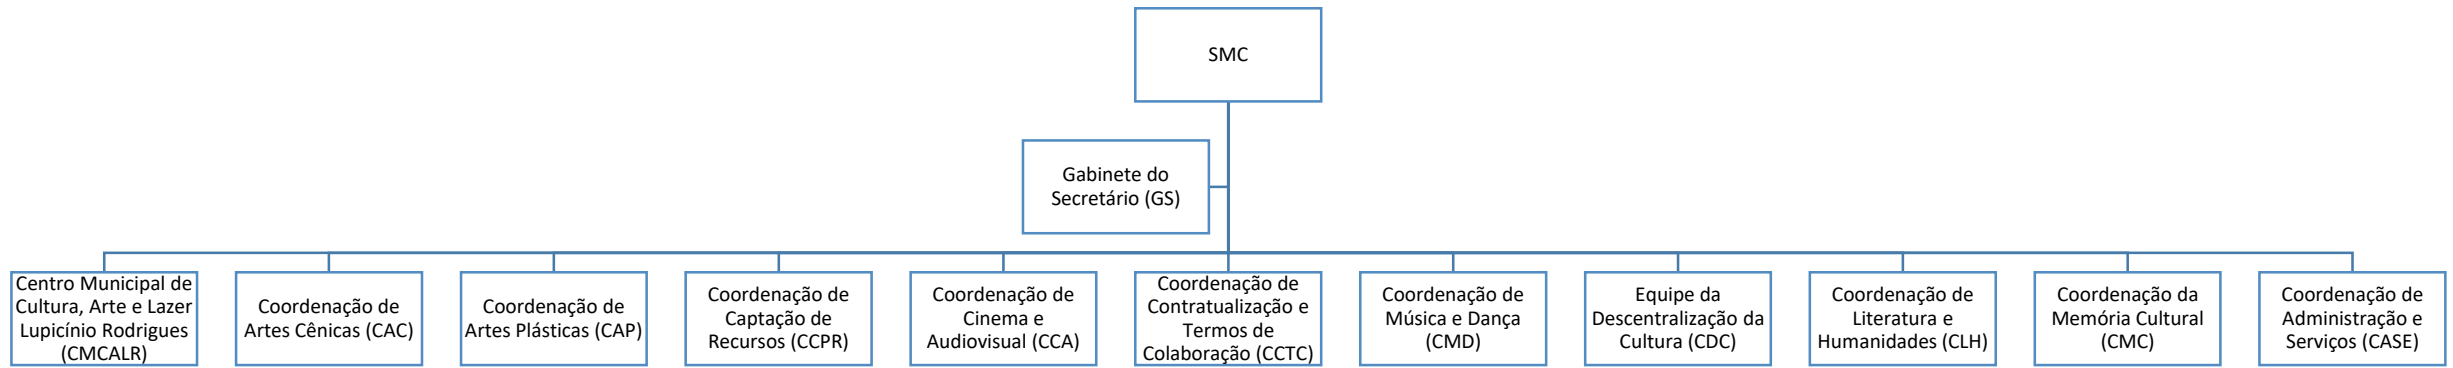 SMC
Gabinete do
Secretário (GS)
Centro Municipal de
Cultura, Arte e Lazer
Lupicínio Rodrigues
(CMCALR)
Coordenação de
Artes Cênicas (CAC)
Coordenação de
Artes Plásticas (CAP)
Coordenação de
Captação de
Recursos (CCPR)
Coordenação de
Cinema e
Audiovisual (CCA)
Coordenação de
Contratualização e
Termos de
Colaboração (CCTC)
Coordenação de
Música e Dança
(CMD)
Equipe da
Descentralização da
Cultura (CDC)
Coordenação de
Literatura e
Humanidades (CLH)
Coordenação da
Memória Cultural
(CMC)
Coordenação de
Administração e
Serviços (CASE)